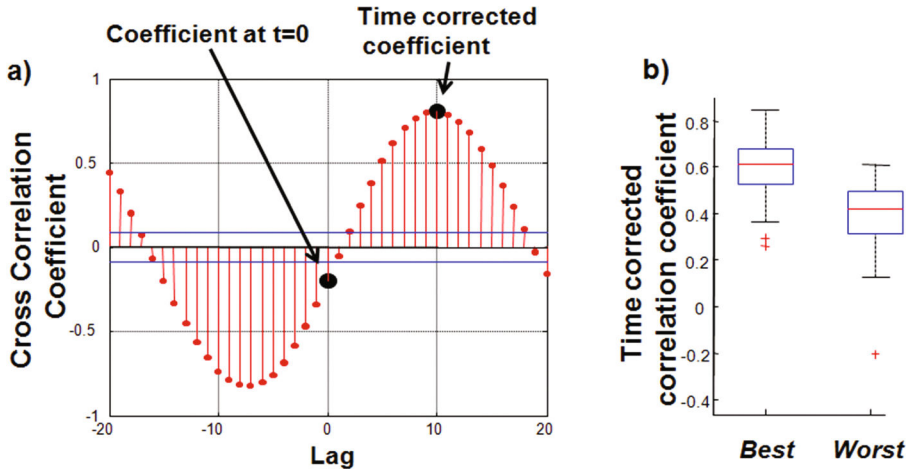 a)
Coefficient at t=0
Time corrected
coefficient
Cross Correlation
Coefficient
1
0.5
0
-0.5
-1
-20
-10
0
10
20
Lag
b)
Time corrected
correlation coefficient
0.8
0.6
0.4
0.2
0
-0.2
-0.4
Best
Worst